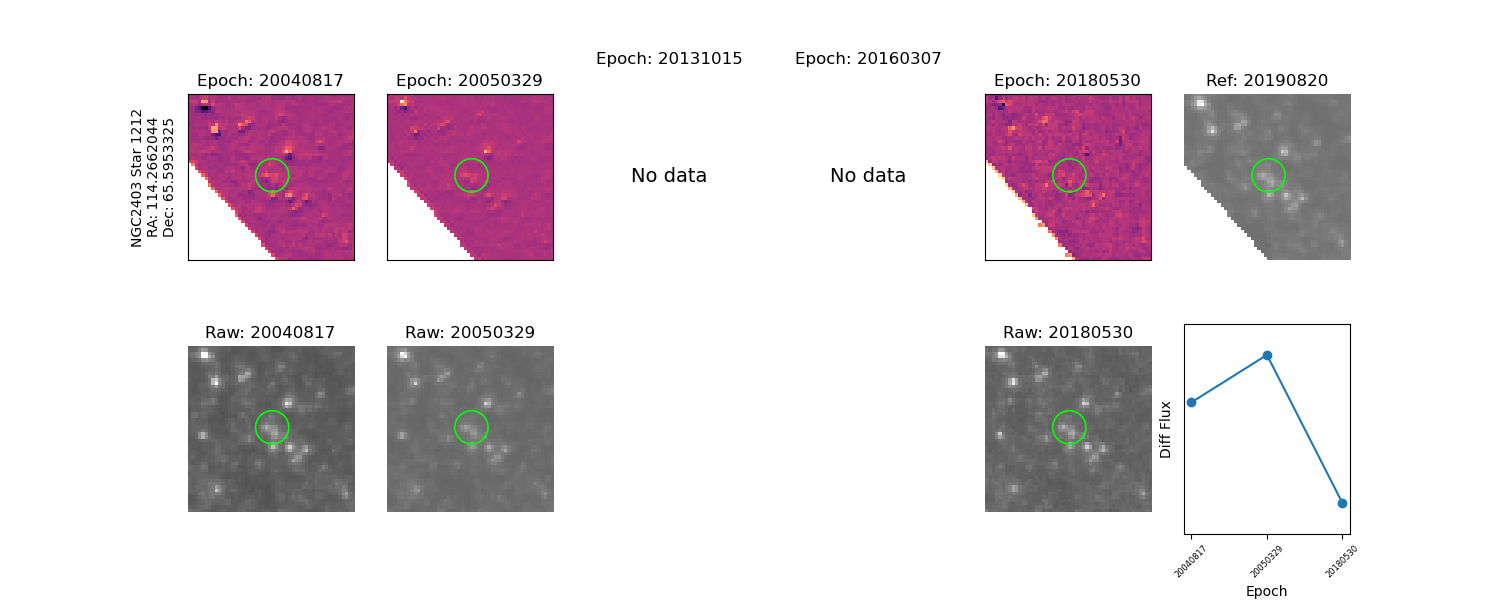 Epoch: 20040817
Epoch: 20050329
Epoch: 20131015
Epoch: 20160307
Epoch: 20180530
Ref: 20190820
NGC2403 Star 1212
RA: 114.2662044
Dec: 65.5953325
No data
No data
Raw: 20040817
Raw: 20050329
Raw: 20180530
Diff Flux
20040817
20050329
20180530
Epoch